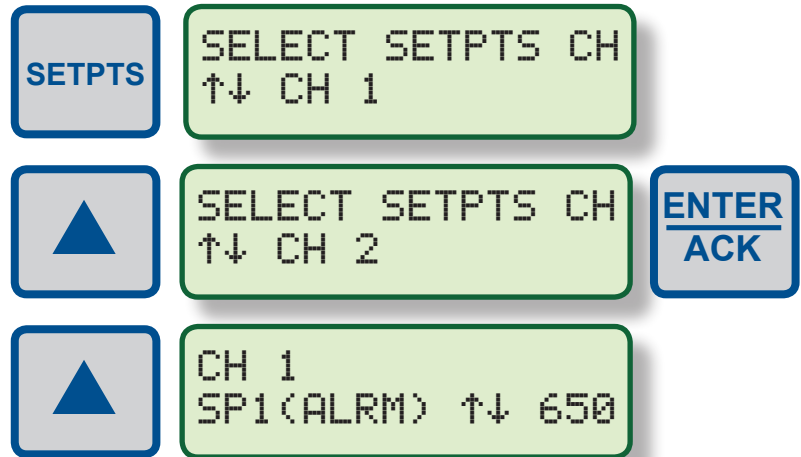 SETPTS
SELECT SETPTS CH
↑↓ CH 1
SELECT SETPTS CH
↑↓ CH 2
ENTER
ACK
CH 1
SP1(ALRM) ↑↓ 650